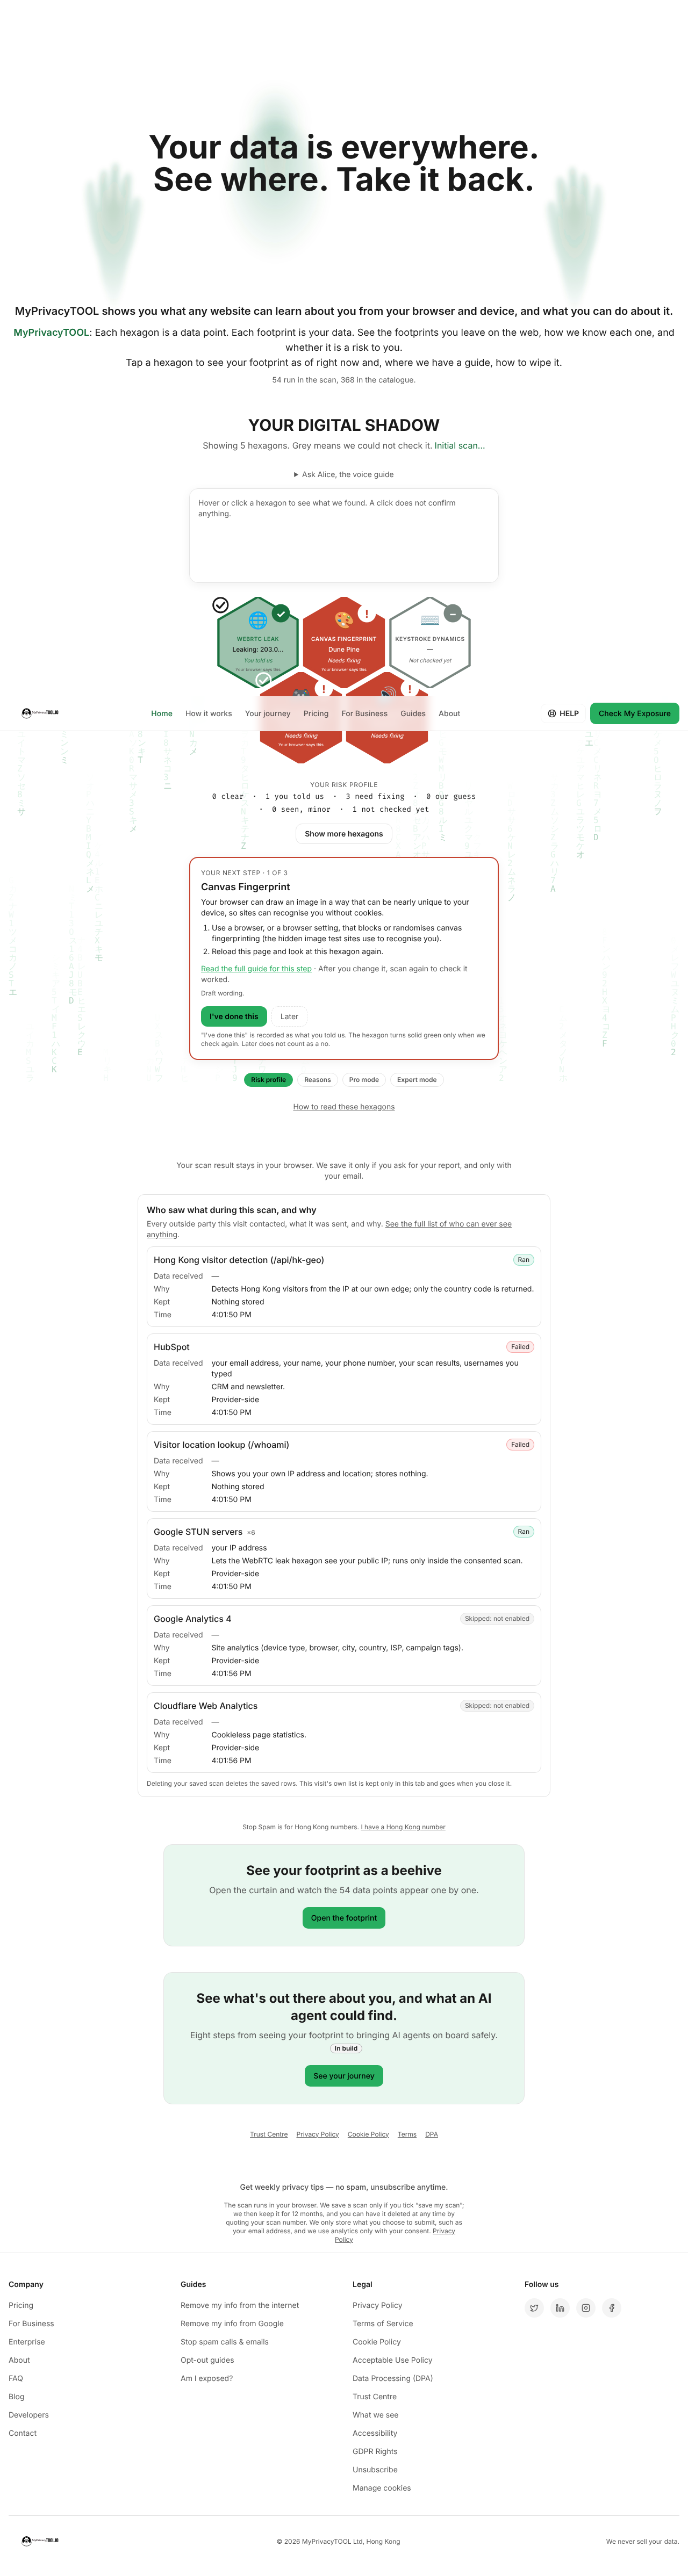 Your data is everywhere.
See where. Take it back.
MyPrivacyTOOL shows you what any website can learn about you from your browser and device, and what you can do about it.
MyPrivacyTOOL: Each hexagon is a data point. Each footprint is your data. See the footprints you leave on the web, how we know each one, and
whether it is a risk to you.
Tap a hexagon to see your footprint as of right now and, where we have a guide, how to wipe it.
54 run in the scan, 368 in the catalogue.
YOUR DIGITAL SHADOW
Showing 5 hexagons. Grey means we could not check it. Initial scan...
▶ Ask Alice, the voice guide
Hover or click a hexagon to see what we found. A click does not confirm
anything.
WEBRTC LEAK
Leaking: 203.0...
You told us
Your browser says this
CANVAS FINGERPRINT
Dune Pine
Needs fixing
Your browser says this
KEYSTROKE DYNAMICS
—
Not checked yet
Home
How it works
Your journey
Pricing
For Business
Guides
About
HELP
Check My Exposure
Needs fixing
Your browser says this
Needs fixing
YOUR RISK PROFILE
0 clear · 1 you told us · 3 need fixing · 0 our guess
· 0 seen, minor · 1 not checked yet
Show more hexagons
YOUR NEXT STEP · 1 OF 3
Canvas Fingerprint
Your browser can draw an image in a way that can be nearly unique to your
device, so sites can recognise you without cookies.
1. Use a browser, or a browser setting, that blocks or randomises canvas
fingerprinting (the hidden image test sites use to recognise you).
2. Reload this page and look at this hexagon again.
Read the full guide for this step · After you change it, scan again to check it
worked.
Draft wording.
I've done this
Later
"I've done this" is recorded as what you told us. The hexagon turns solid green only when we
check again. Later does not count as a no.
Risk profile
Reasons
Pro mode
Expert mode
How to read these hexagons
Your scan result stays in your browser. We save it only if you ask for your report, and only with
your email.
Who saw what during this scan, and why
Every outside party this visit contacted, what it was sent, and why. See the full list of who can ever see
anything.
Hong Kong visitor detection (/api/hk-geo)
Ran
Data received —
Why Detects Hong Kong visitors from the IP at our own edge; only the country code is returned.
Kept Nothing stored
Time 4:01:50 PM
HubSpot
Failed
Data received your email address, your name, your phone number, your scan results, usernames you
typed
Why CRM and newsletter.
Kept Provider-side
Time 4:01:50 PM
Visitor location lookup (/whoami)
Failed
Data received —
Why Shows you your own IP address and location; stores nothing.
Kept Nothing stored
Time 4:01:50 PM
Google STUN servers ×6
Ran
Data received your IP address
Why Lets the WebRTC leak hexagon see your public IP; runs only inside the consented scan.
Kept Provider-side
Time 4:01:50 PM
Google Analytics 4
Skipped: not enabled
Data received —
Why Site analytics (device type, browser, city, country, ISP, campaign tags).
Kept Provider-side
Time 4:01:56 PM
Cloudflare Web Analytics
Skipped: not enabled
Data received —
Why Cookieless page statistics.
Kept Provider-side
Time 4:01:56 PM
Deleting your saved scan deletes the saved rows. This visit's own list is kept only in this tab and goes when you close it.
Stop Spam is for Hong Kong numbers. I have a Hong Kong number
See your footprint as a beehive
Open the curtain and watch the 54 data points appear one by one.
Open the footprint
See what's out there about you, and what an AI
agent could find.
Eight steps from seeing your footprint to bringing AI agents on board safely.
In build
See your journey
Trust Centre
Privacy Policy
Cookie Policy
Terms
DPA
Get weekly privacy tips — no spam, unsubscribe anytime.
The scan runs in your browser. We save a scan only if you tick "save my scan";
we then keep it for 12 months, and you can have it deleted at any time by
quoting your scan number. We only store what you choose to submit, such as
your email address, and we use analytics only with your consent. Privacy
Policy
Company
Pricing
For Business
Enterprise
About
FAQ
Blog
Developers
Contact
Guides
Remove my info from the internet
Remove my info from Google
Stop spam calls & emails
Opt-out guides
Am I exposed?
Legal
Privacy Policy
Terms of Service
Cookie Policy
Acceptable Use Policy
Data Processing (DPA)
Trust Centre
What we see
Accessibility
GDPR Rights
Unsubscribe
Manage cookies
Follow us
© 2026 MyPrivacyTOOL Ltd, Hong Kong
We never sell your data.